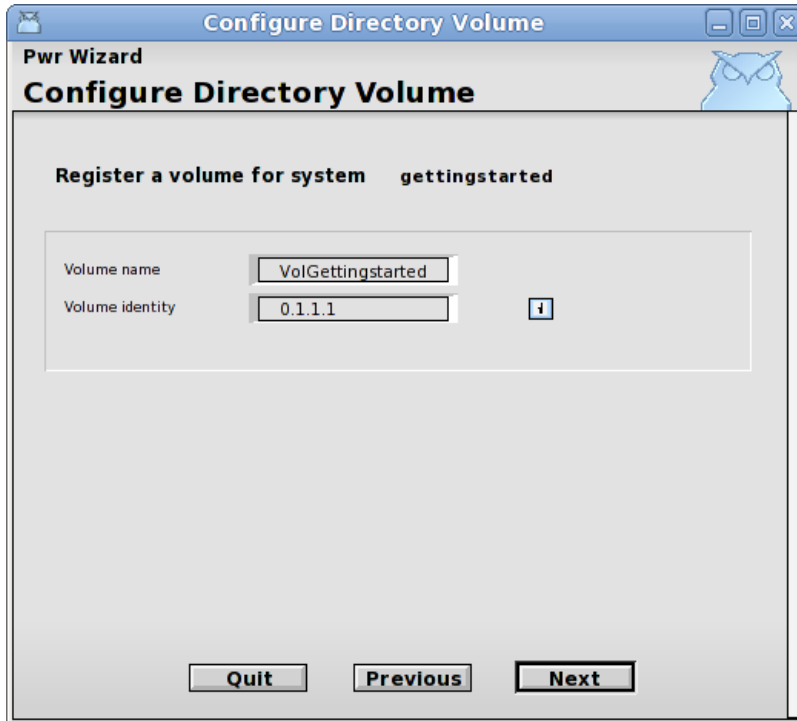 Configure Directory Volume
Pwr Wizard
Configure Directory Volume
Register a volume for system gettingstarted
Volume name VolGettingstarted
Volume identity 0.1.1.1
Quit Previous Next